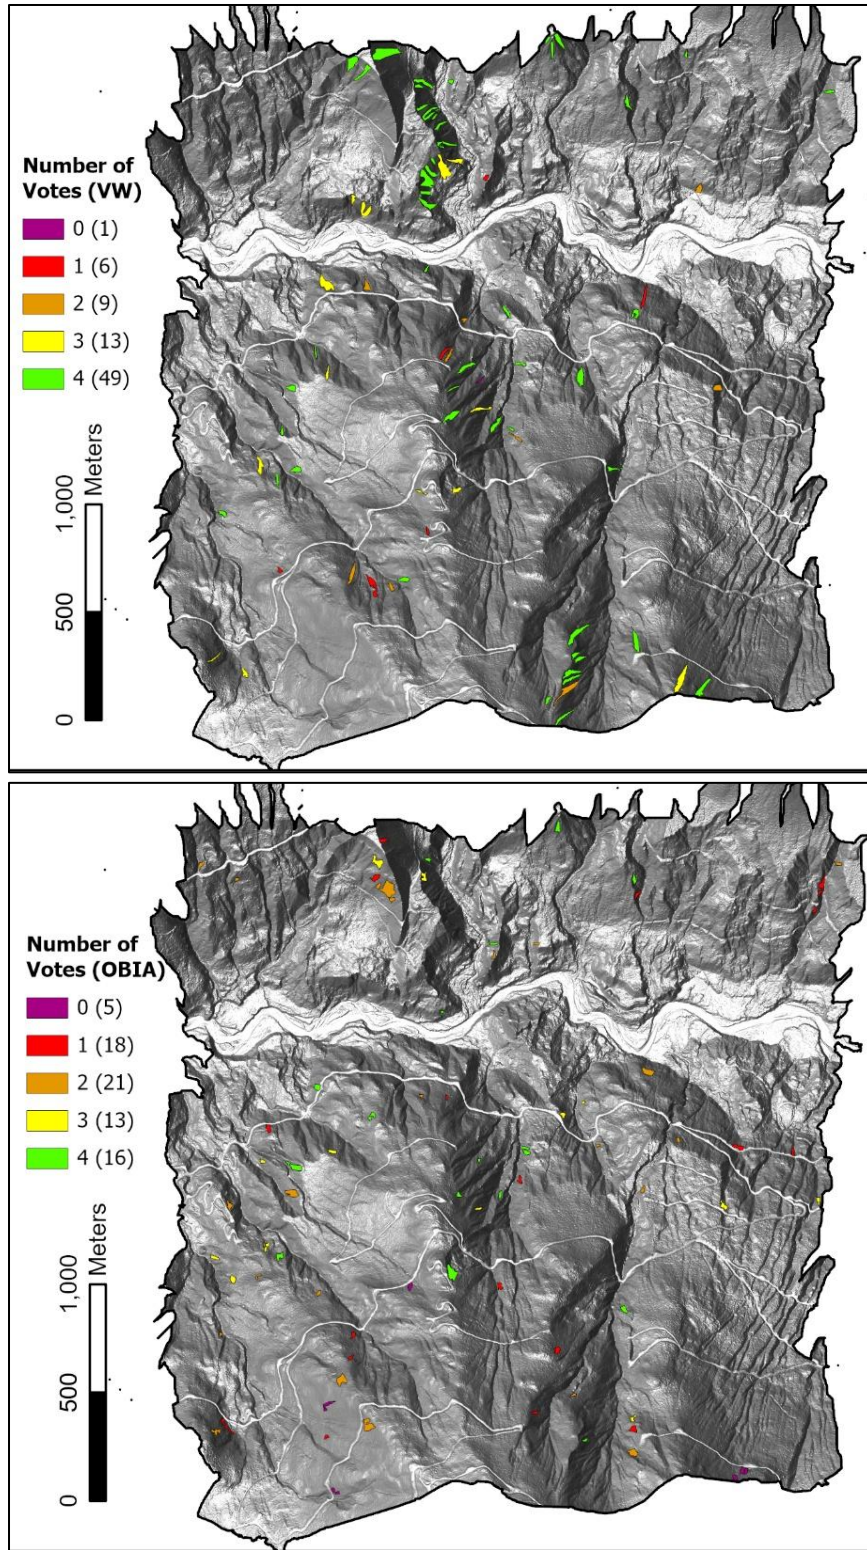 Number of
Votes (VW)
0 (1)
1 (6)
2 (9)
3 (13)
4 (49)
1,000
Meters
500
0
Number of
Votes (OBIA)
0 (5)
1 (18)
2 (21)
3 (13)
4 (16)
1,000
Meters
500
0